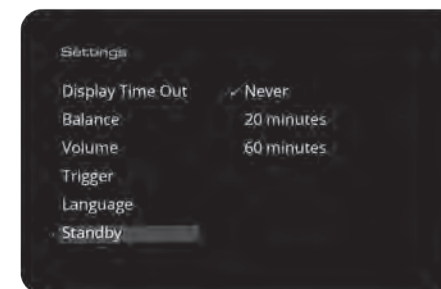 Settings
Display Time Out ✓ Never
Balance 20 minutes
Volume 60 minutes
Trigger
Language
Standby